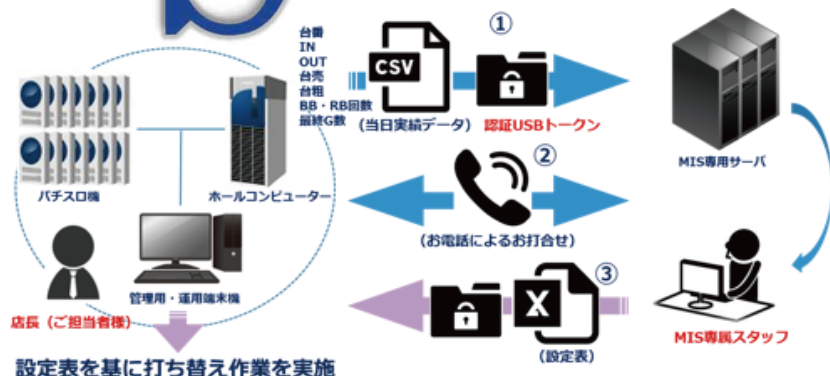 台番
IN
OUT
台売
台粗
BB・RB回数
最終G数
CSV
①
(当日実績データ)
認証USBトークン
MIS専用サーバ
パチスロ機
ホールコンピューター
②
(お電話によるお打合せ)
管理用・運用端末機
店長(ご担当者様)
X
③
(設定表)
MIS専属スタッフ
設定表を基に打ち替え作業を実施